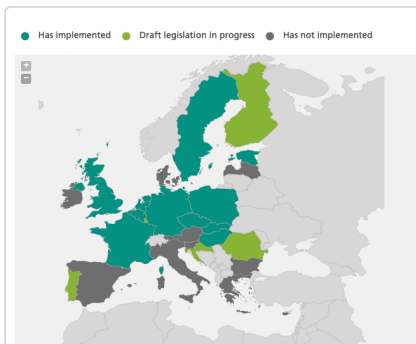 Has implemented Draft legislation in progress Has not implemented
+
−